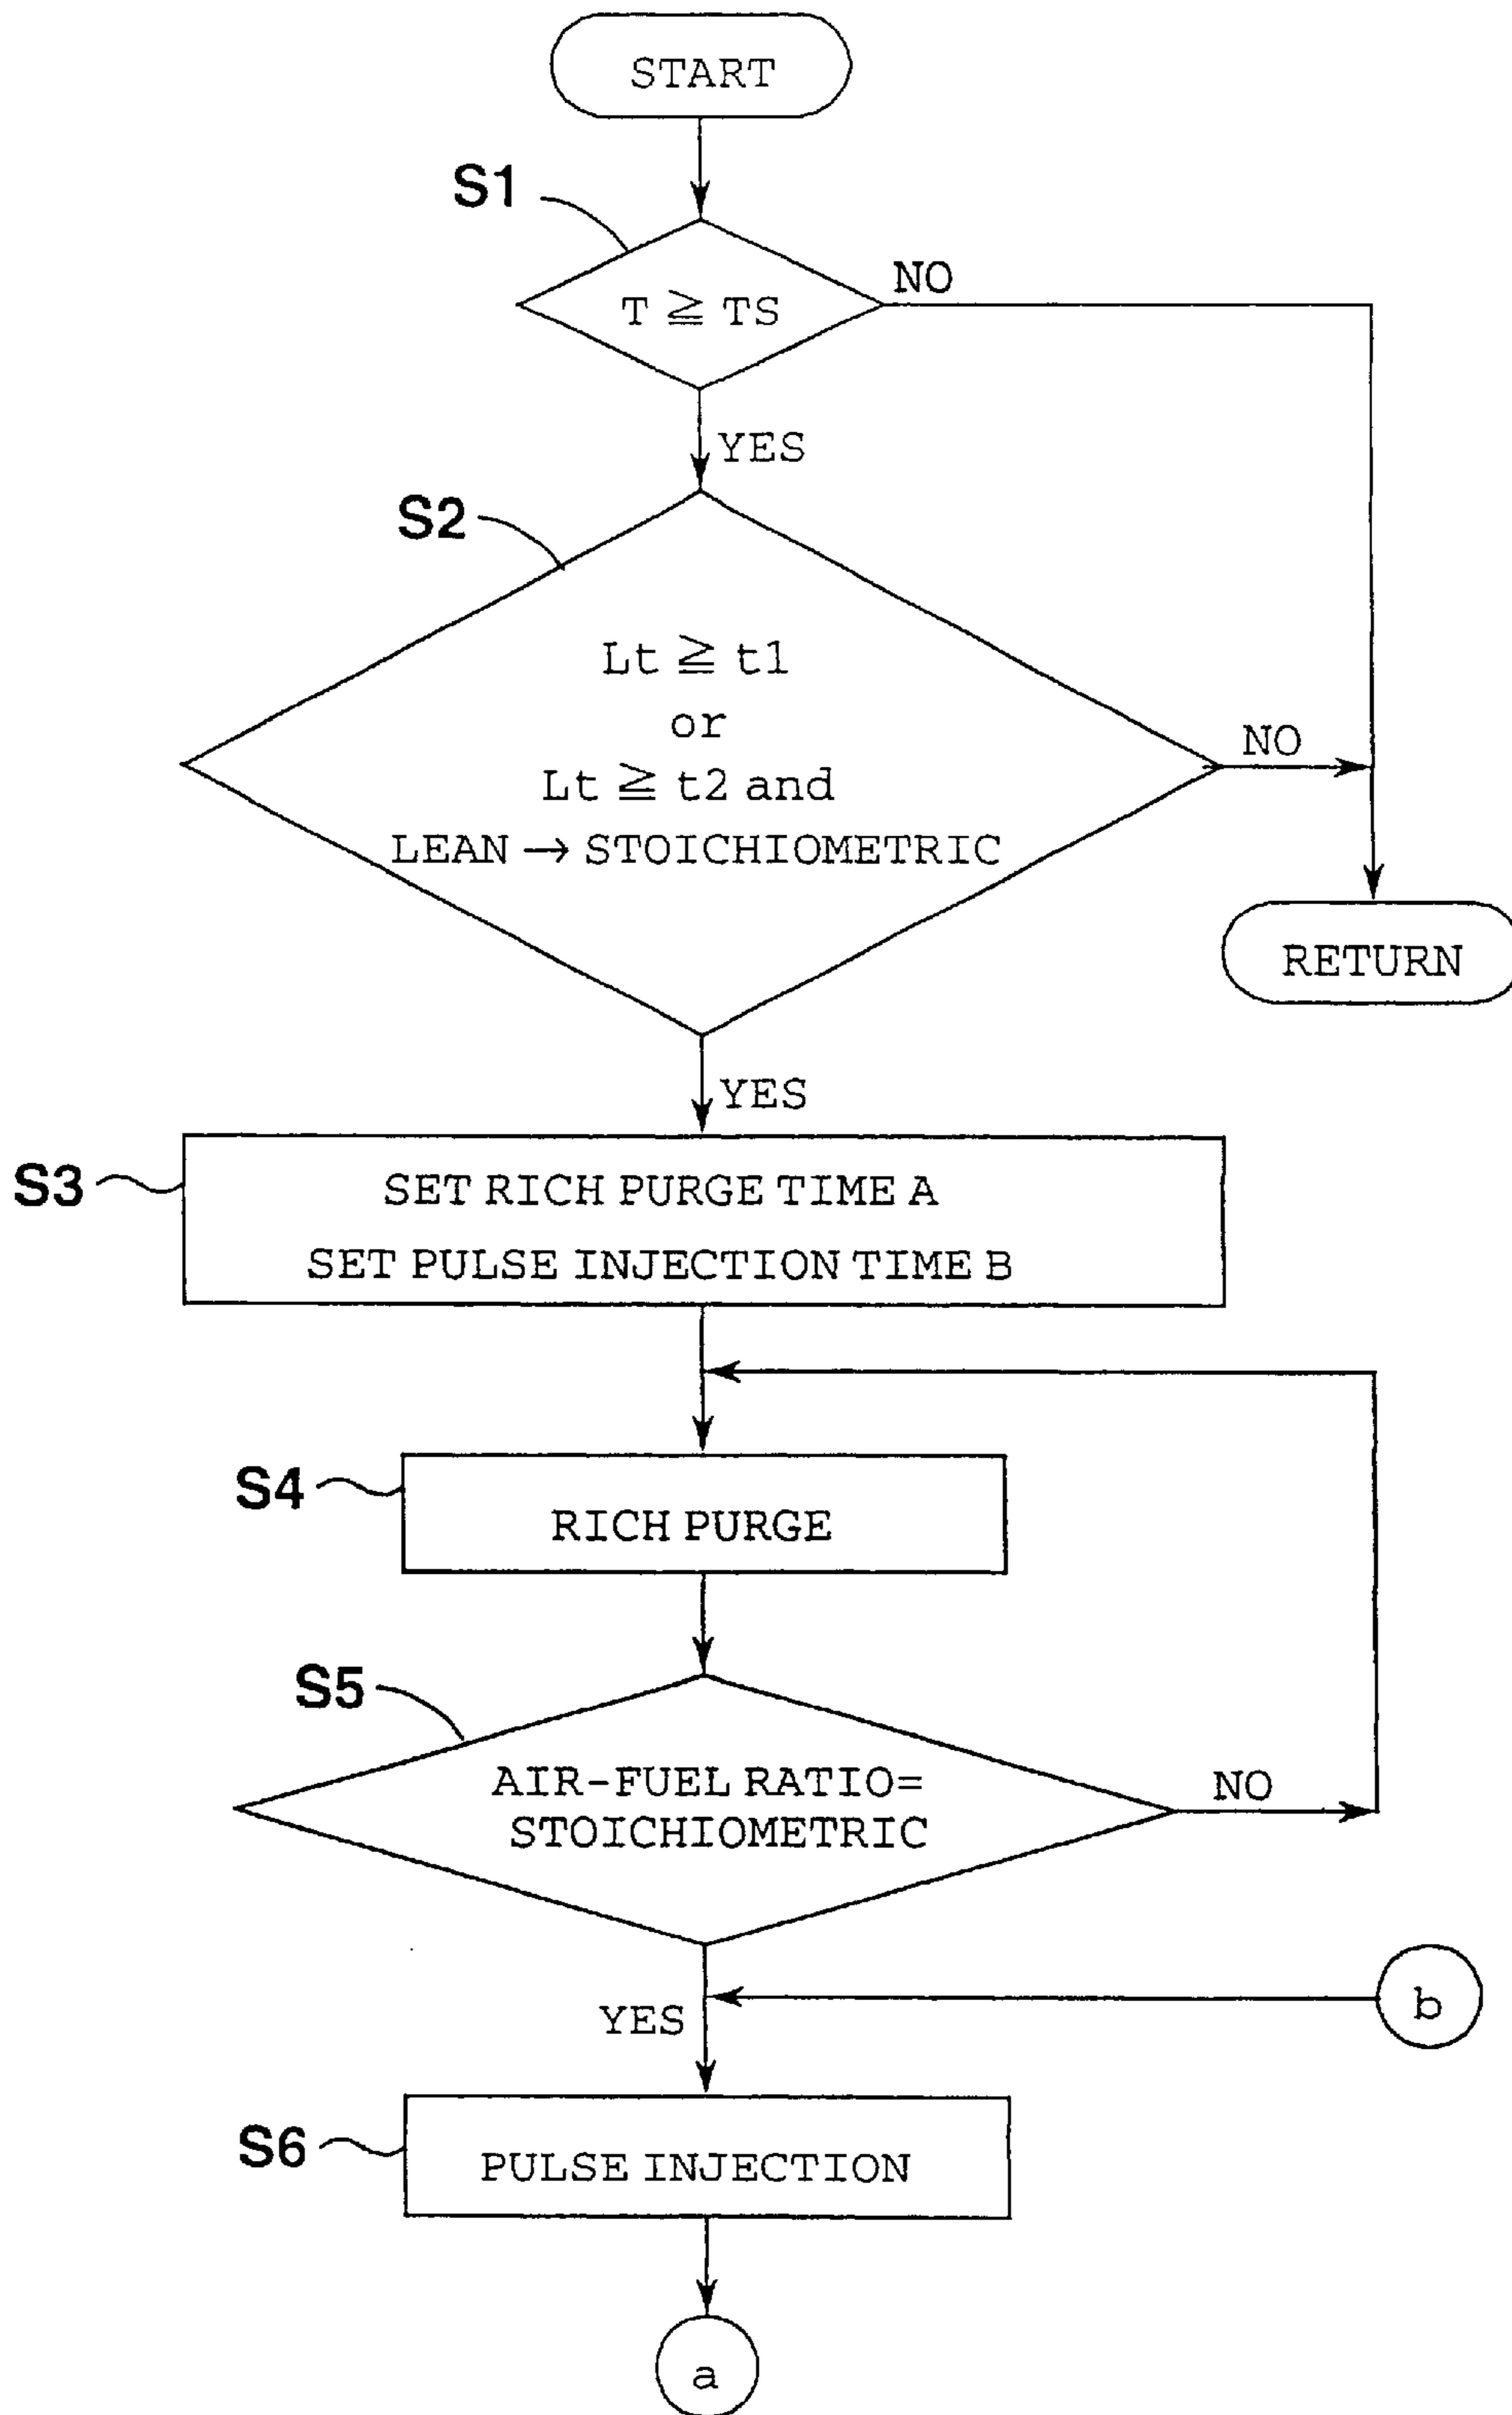 START
S1
T ≧ TS
NO
YES
S2
Lt ≧ t1
or
Lt ≧ t2 and
LEAN → STOICHIOMETRIC
NO
RETURN
YES
S3
SET RICH PURGE TIME A
SET PULSE INJECTION TIME B
S4
RICH PURGE
S5
AIR-FUEL RATIO=
STOICHIOMETRIC
NO
YES
b
S6
PULSE INJECTION
a